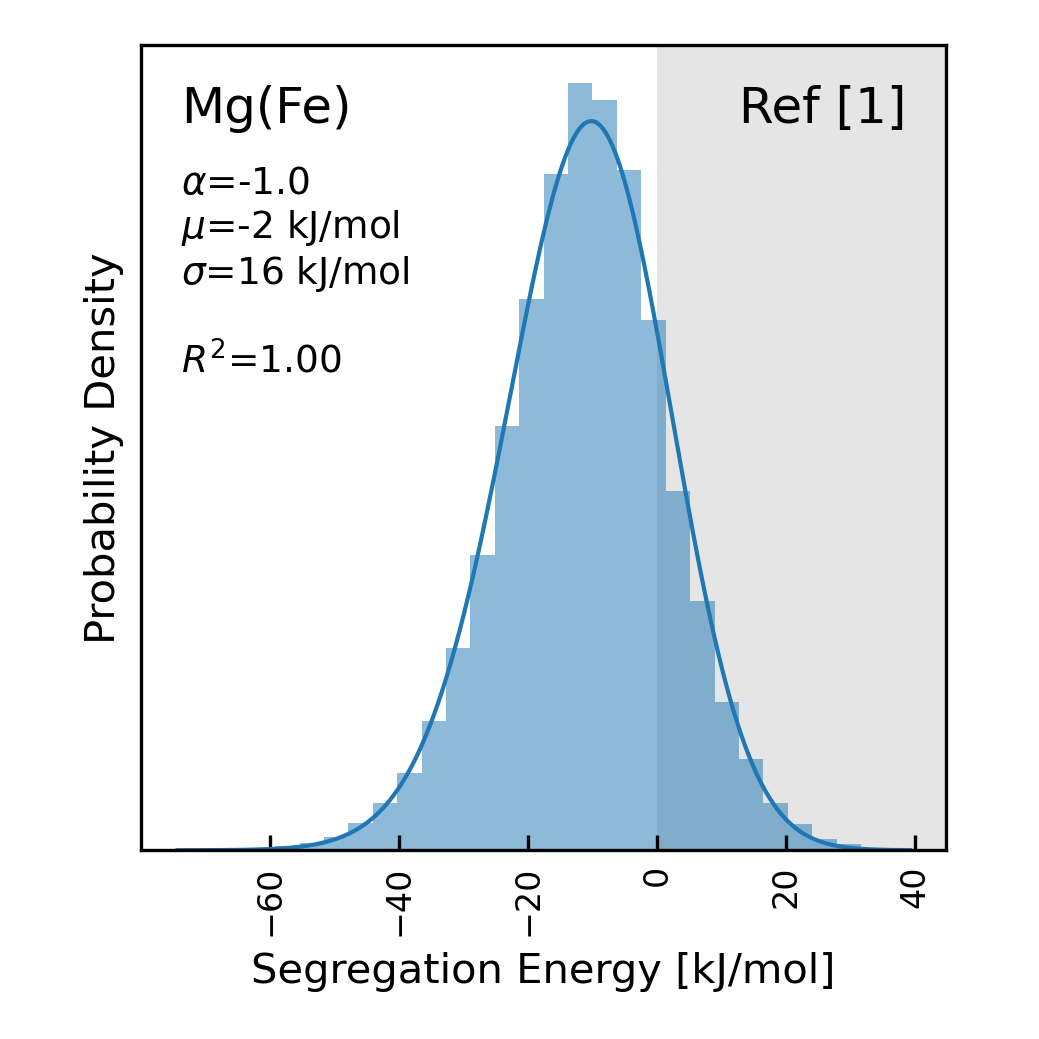 Mg(Fe)
Ref [1]
α=-1.0
μ=-2 kJ/mol
σ=16 kJ/mol
R²=1.00
Probability Density
−60
−40
−20
0
20
40
Segregation Energy [kJ/mol]